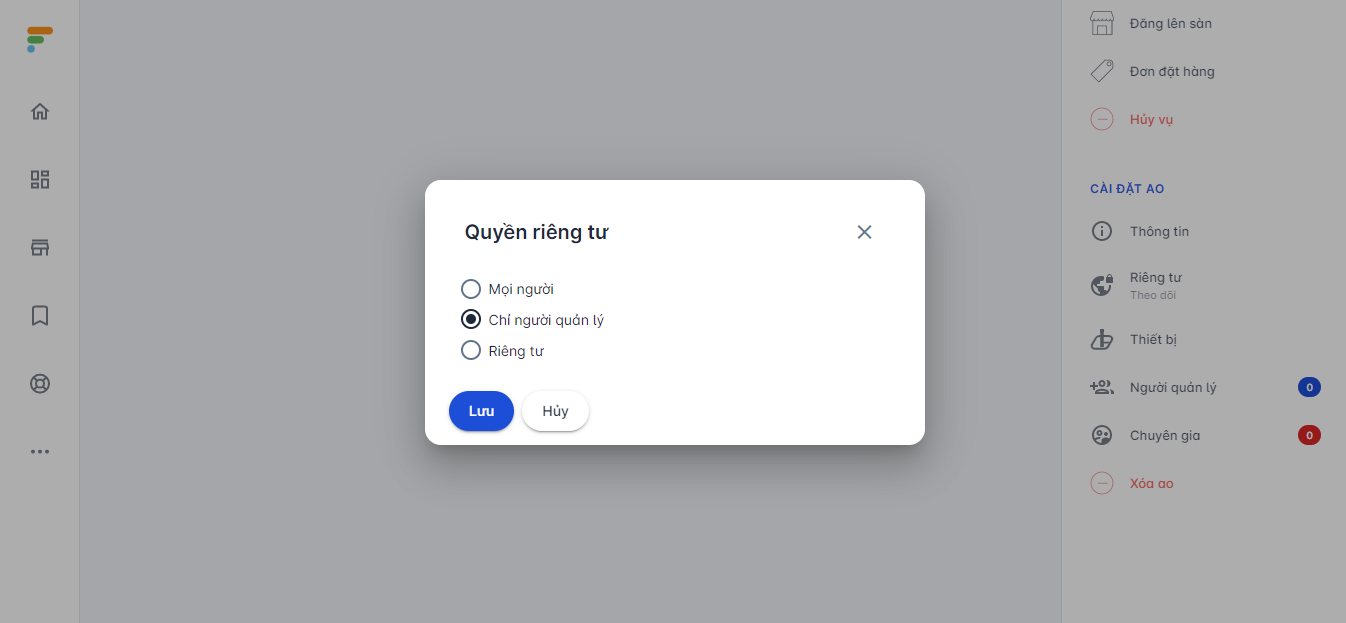 Đăng lên sàn
Đơn đặt hàng
Hủy vụ
CÀI ĐẶT AO
Thông tin
Riêng tư
Theo dõi
Thiết bị
Người quản lý
0
Chuyên gia
0
Xóa ao
Quyền riêng tư
Mọi người
Chỉ người quản lý
Riêng tư
Lưu
Hủy